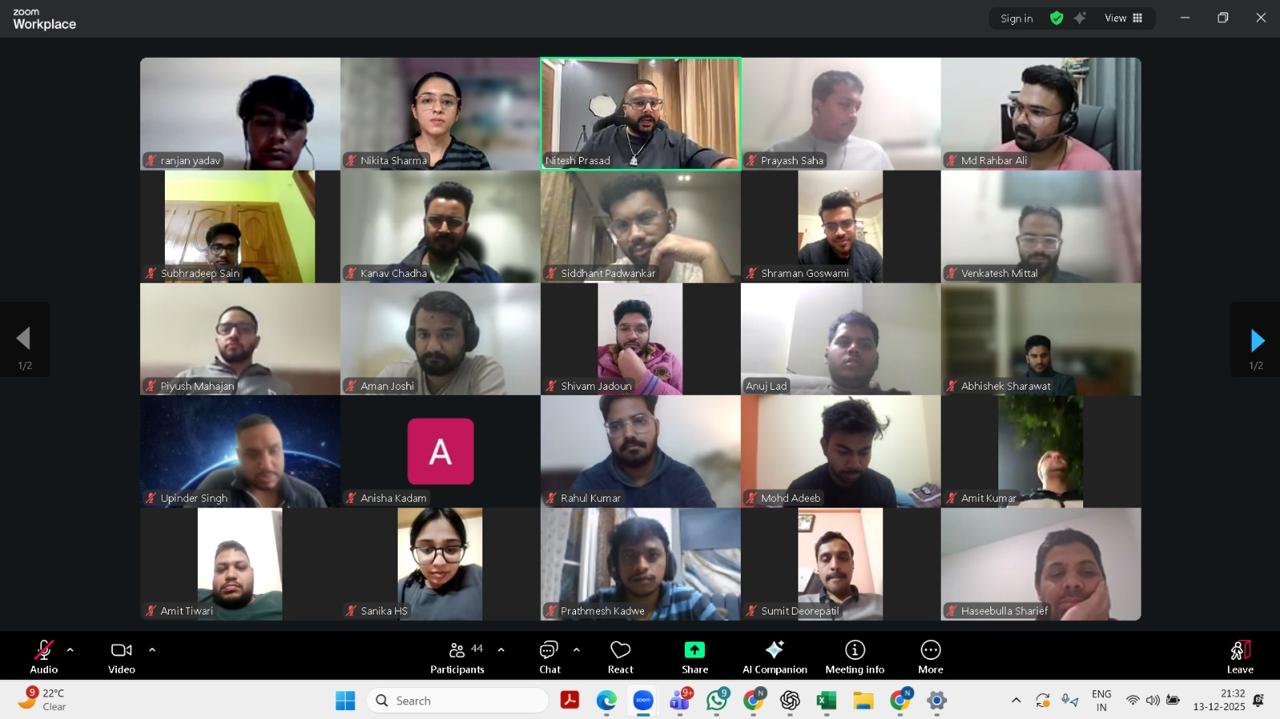 zoom
Workplace
Sign in
View
ranjan yadav
Nikita Sharma
Nitesh Prasad
Prayash Saha
Md Rahbar Ali
Subhradeep Sain
Kanav Chadha
Siddhant Padwankar
Shraman Goswami
Venkatesh Mittal
1/2
1/2
Piyush Mahajan
Aman Joshi
Shivam Jadoun
Anuj Lad
Abhishek Sharawat
A
Upinder Singh
Anisha Kadam
Rahul Kumar
Mohd Adeeb
Amit Kumar
Amit Tiwari
Sanika HS
Prathmesh Kadwe
Sumit Deorepatil
Haseebulla Sharief
44
Audio
Video
Participants
Chat
React
Share
AI Companion
Meeting info
More
Leave
9
22°C
Clear
Search
zoom
9+
9
N
N
ENG
IN
21:32
13-12-2025